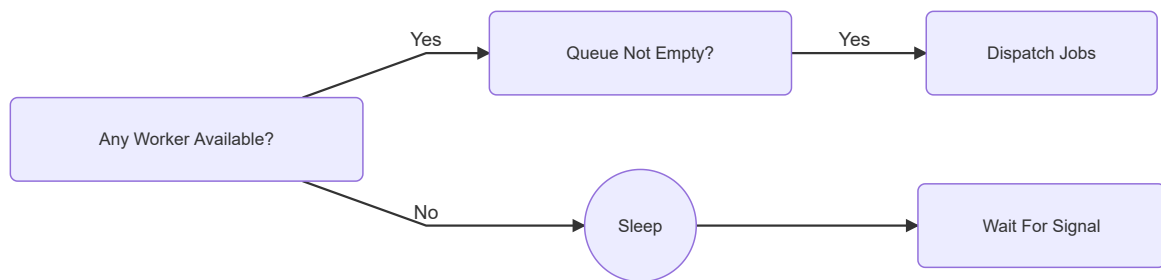 Yes
Queue Not Empty?
Yes
Dispatch Jobs
Any Worker Available?
No
Sleep
Wait For Signal